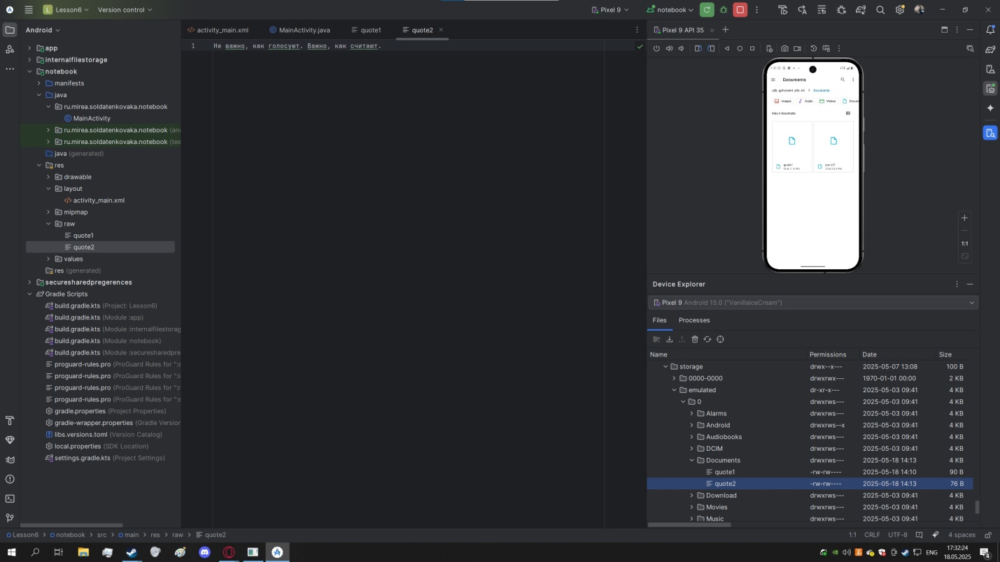 Lesson6
Version control
Pixel 9
notebook
Android
activity_main.xml
MainActivity.java
quote1
quote2
Pixel 9 API 35
app
internalfilestorage
notebook
manifests
java
ru.mirea.soldatenkovaka.notebook
MainActivity
ru.mirea.soldatenkovaka.notebook (and
ru.mirea.soldatenkovaka.notebook (tes
java (generated)
res
drawable
layout
activity_main.xml
mipmap
raw
quote1
quote2
values
res (generated)
securesharedpregerences
Gradle Scripts
build.gradle.kts (Project: Lesson6)
build.gradle.kts (Module :app)
build.gradle.kts (Module :internalfilestorag
build.gradle.kts (Module :notebook)
build.gradle.kts (Module :securesharedpre
proguard-rules.pro (ProGuard Rules for ":a
proguard-rules.pro (ProGuard Rules for ":i
proguard-rules.pro (ProGuard Rules for ":n
proguard-rules.pro (ProGuard Rules for ":s
gradle.properties (Project Properties)
gradle-wrapper.properties (Gradle Version
libs.versions.toml (Version Catalog)
local.properties (SDK Location)
settings.gradle.kts (Project Settings)
1 Не важно, как голосуют. Важно, как считают.
LTE
Documents
sdk_gphone64_x86_64 > Documents
Images Audio Videos Docum
Files in Documents
quote1
quote2
1:1
Device Explorer
Pixel 9 Android 15.0 ("VanillaIceCream")
Files Processes
Name Permissions Date Size
storage drwx--x--- 2025-05-07 13:08 100 B
0000-0000 drwxrwx--- 1970-01-01 00:00 2 KB
emulated dr-xr-x--- 2025-05-03 09:41 4 KB
0 drwxrws--- 2025-05-03 09:41 4 KB
Alarms drwxrws--- 2025-05-03 09:41 4 KB
Android drwxrws--x 2025-05-03 09:41 4 KB
Audiobooks drwxrws--- 2025-05-03 09:41 4 KB
DCIM drwxrws--- 2025-05-03 09:41 4 KB
Documents drwxrws--- 2025-05-18 14:13 4 KB
quote1 -rw-rw---- 2025-05-18 14:10 90 B
quote2 -rw-rw---- 2025-05-18 14:13 76 B
Download drwxrws--- 2025-05-03 09:41 4 KB
Movies drwxrws--- 2025-05-03 09:41 4 KB
Music drwxrws--- 2025-05-03 09:41 4 KB
Lesson6 > notebook > src > main > res > raw > quote2
1:1 CRLF UTF-8 4 spaces
ENG
17:32:24
18.05.2025
4